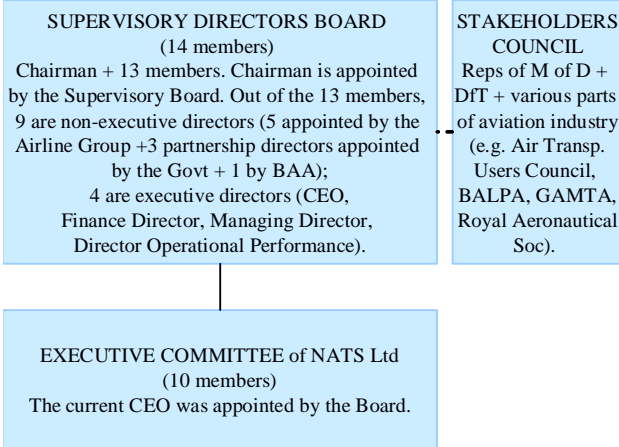 SUPERVISORY DIRECTORS BOARD
(14 members)
Chairman + 13 members. Chairman is appointed
by the Supervisory Board. Out of the 13 members,
9 are non-executive directors (5 appointed by the
Airline Group +3 partnership directors appointed
by the Govt + 1 by BAA);
4 are executive directors (CEO,
Finance Director, Managing Director,
Director Operational Performance).
STAKEHOLDERS
COUNCIL
Reps of M of D +
DfT + various parts
of aviation industry
(e.g. Air Transp.
Users Council,
BALPA, GAMTA,
Royal Aeronautical
Soc).
EXECUTIVE COMMITTEE of NATS Ltd
(10 members)
The current CEO was appointed by the Board.